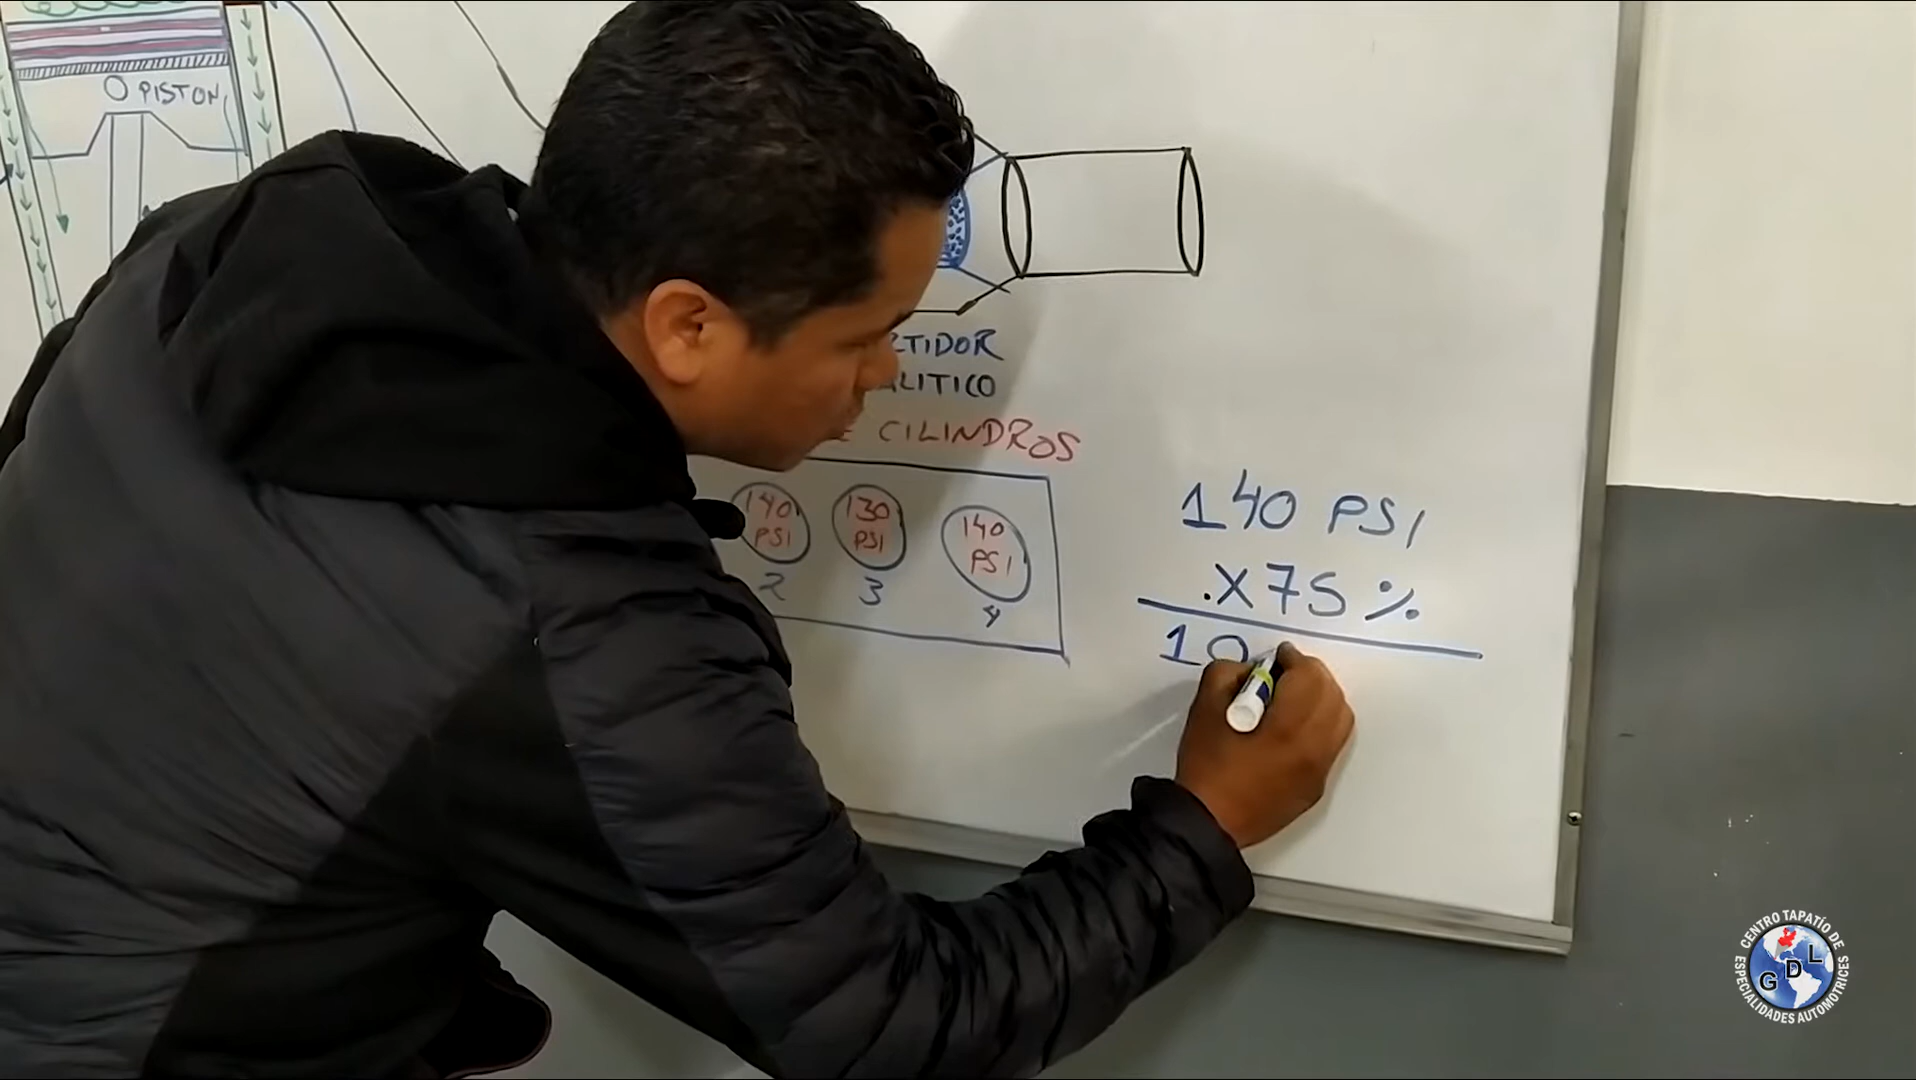 PISTON
RTIDOR
ALITICO
E CILINDROS
140
PSI
2
130
PSI
3
140
PSI
4
140 PSI
.X75%
10
CENTRO TAPATÍO DE
ESPECIALIDADES AUTOMOTRICES
GDL